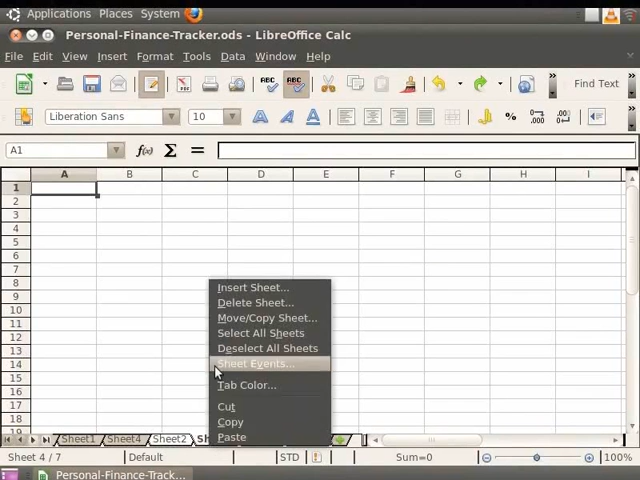 Applications Places System
Personal-Finance-Tracker.ods - LibreOffice Calc
File Edit View Insert Format Tools Data Window Help
ABC ABC Find Text
Liberation Sans 10 A A A % .000 .00
A1 f(x) Σ =
A B C D E F G H I
1
2
3
4
5
6
7
8
9
10
11
12
13
14
15
16
17
18
19
Insert Sheet...
Delete Sheet...
Move/Copy Sheet...
Select All Sheets
Deselect All Sheets
Sheet Events...
Tab Color...
Cut
Copy
Paste
Sheet1 Sheet4 Sheet2
Sheet 4 / 7 Default STD Sum=0 100%
Personal-Finance-Track...